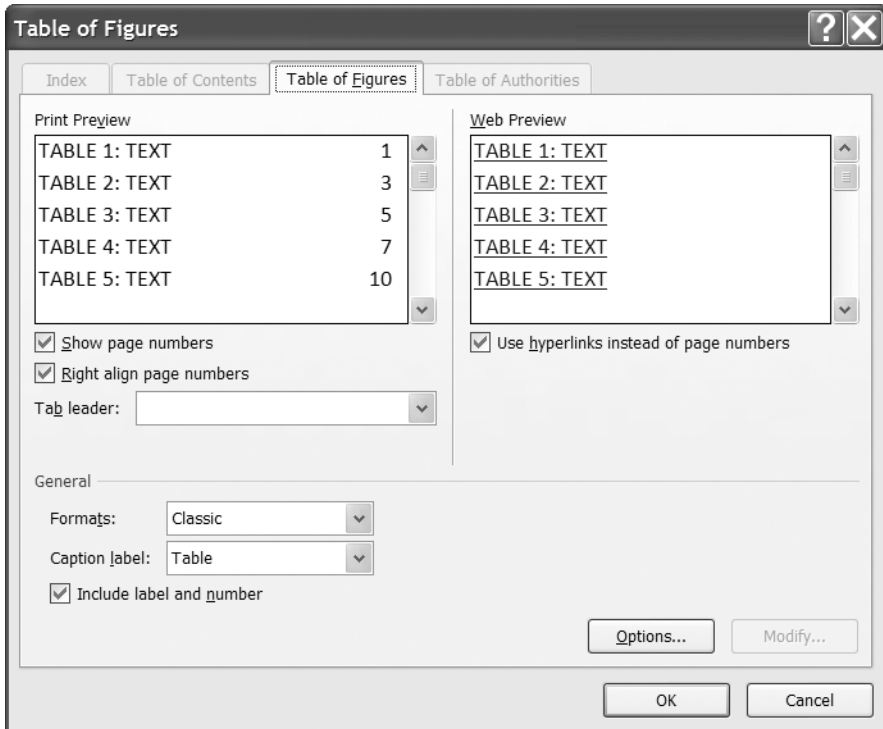 Table of Figures
Index Table of Contents Table of Figures Table of Authorities
Print Preview
TABLE 1: TEXT 1
TABLE 2: TEXT 3
TABLE 3: TEXT 5
TABLE 4: TEXT 7
TABLE 5: TEXT 10
Show page numbers
Right align page numbers
Tab leader:
Web Preview
TABLE 1: TEXT
TABLE 2: TEXT
TABLE 3: TEXT
TABLE 4: TEXT
TABLE 5: TEXT
Use hyperlinks instead of page numbers
General
Formats: Classic
Caption label: Table
Include label and number
Options... Modify...
OK Cancel